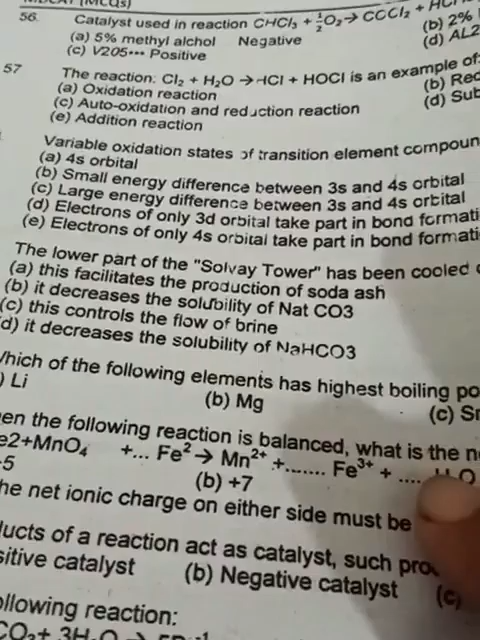 56. Catalyst used in reaction CHCl3 + ½O2→ COCl2 + HCl
(a) 5% methyl alchol Negative (b) 2%
(c) V205--- Positive (d) AL2
57 The reaction: Cl2 + H2O → HCl + HOCl is an example of:
(a) Oxidation reaction (b) Red
(c) Auto-oxidation and reduction reaction (d) Sub
(e) Addition reaction
Variable oxidation states of transition element compoun
(a) 4s orbital
(b) Small energy difference between 3s and 4s orbital
(c) Large energy difference between 3s and 4s orbital
(d) Electrons of only 3d orbital take part in bond formati
(e) Electrons of only 4s orbital take part in bond formati
The lower part of the "Solvay Tower" has been cooled
(a) this facilitates the production of soda ash
(b) it decreases the solubility of Nat CO3
(c) this controls the flow of brine
d) it decreases the solubility of NaHCO3
Which of the following elements has highest boiling po
) Li (b) Mg (c) Sr
en the following reaction is balanced, what is the n
e2+MnO4 +... Fe2 → Mn2+ +....... Fe3+ + .... H2O
-5 (b) +7
he net ionic charge on either side must be
ducts of a reaction act as catalyst, such pro
sitive catalyst (b) Negative catalyst (c)
ollowing reaction:
CO2+ 3H2O →